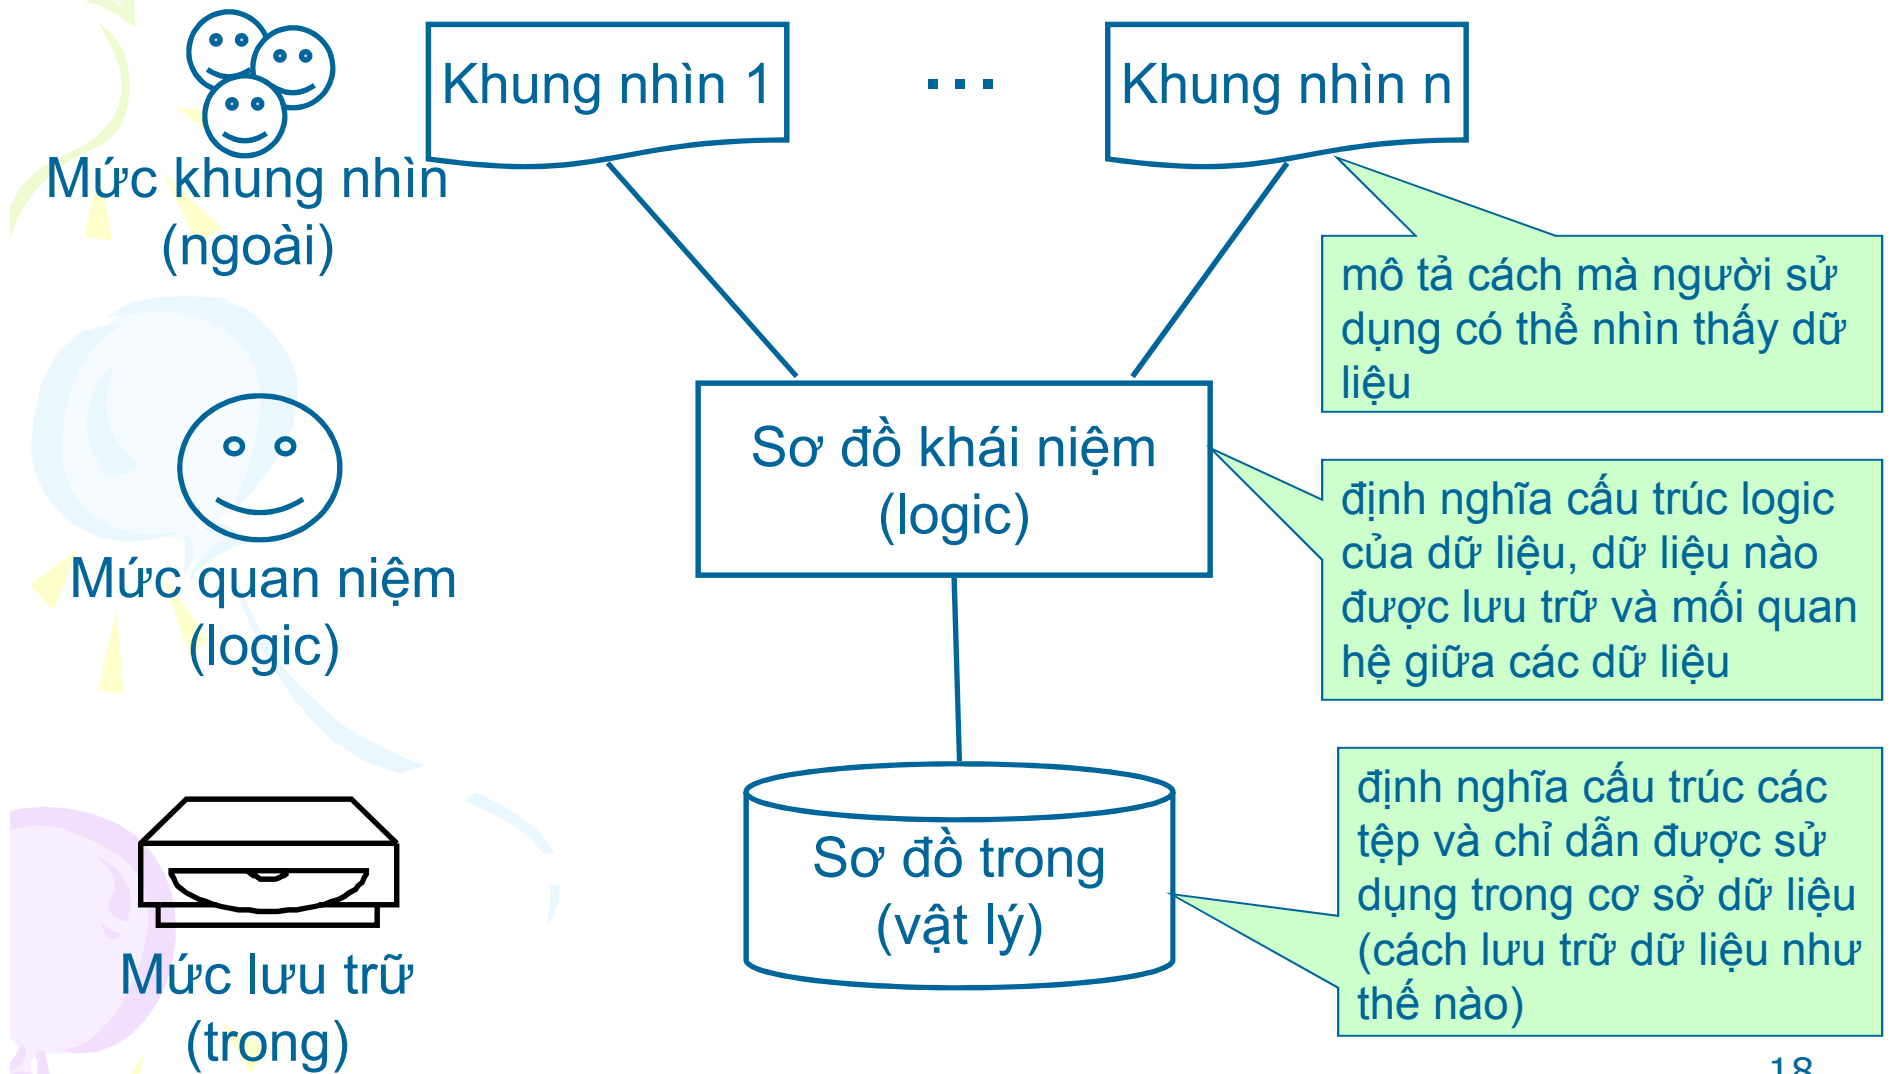 Khung nhìn 1
...
Khung nhìn n
Mức khung nhìn
(ngoài)
mô tả cách mà người sử
dụng có thể nhìn thấy dữ
liệu
Sơ đồ khái niệm
(logic)
Mức quan niệm
(logic)
định nghĩa cấu trúc logic
của dữ liệu, dữ liệu nào
được lưu trữ và mối quan
hệ giữa các dữ liệu
Sơ đồ trong
(vật lý)
Mức lưu trữ
(trong)
định nghĩa cấu trúc các
tệp và chỉ dẫn được sử
dụng trong cơ sở dữ liệu
(cách lưu trữ dữ liệu như
thế nào)
18